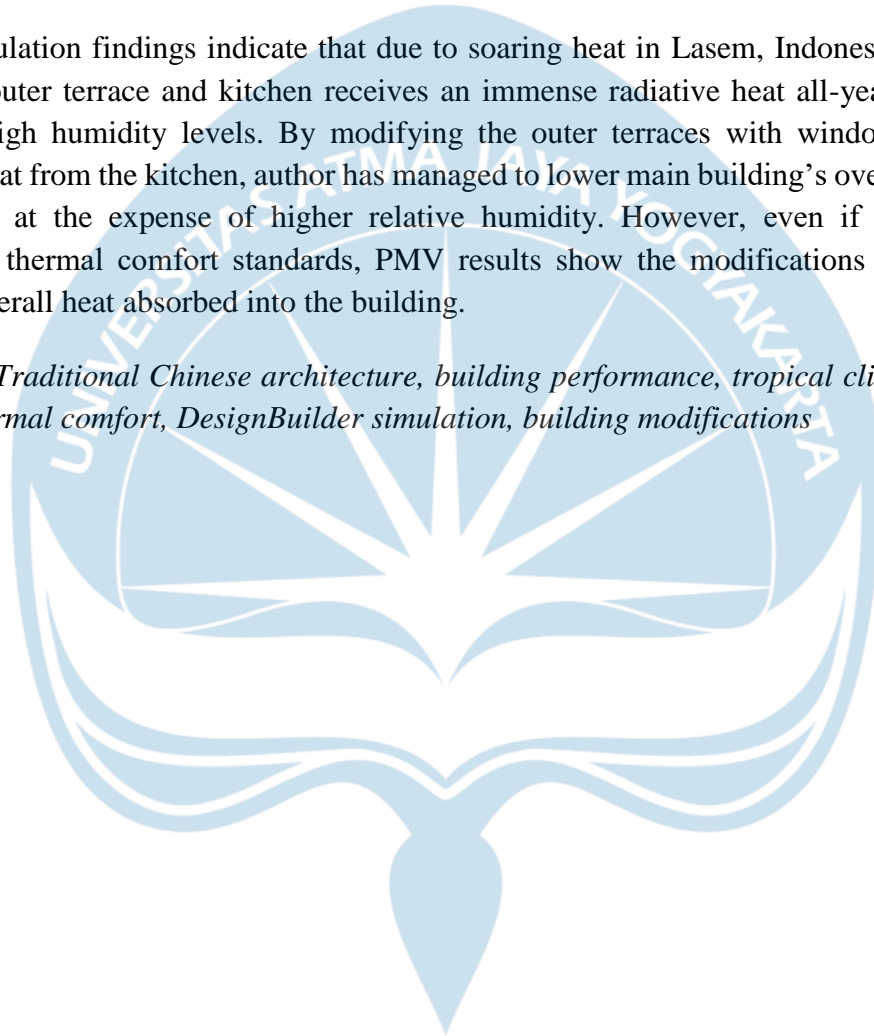 ulation findings indicate that due to soaring heat in Lasem, Indones
outer terrace and kitchen receives an immense radiative heat all-yea
igh humidity levels. By modifying the outer terraces with windo
at from the kitchen, author has managed to lower main building's ove
at the expense of higher relative humidity. However, even if
thermal comfort standards, PMV results show the modifications
erall heat absorbed into the building.
Traditional Chinese architecture, building performance, tropical cli
rmal comfort, DesignBuilder simulation, building modifications
UNIVERSITAS ATMA JAYA YOGYAKARTA